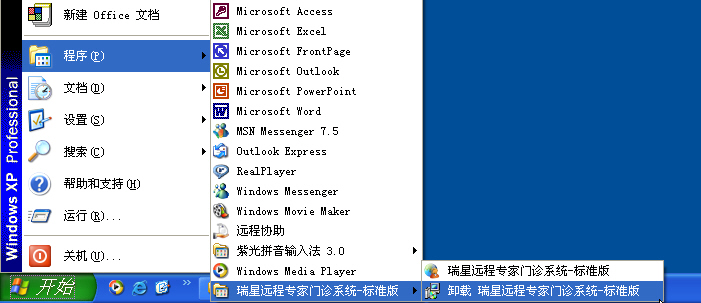 新建 Office 文档
程序(P)
文档(D)
设置(S)
搜索(C)
帮助和支持(H)
运行(R)...
关机(U)...
Windows XP Professional
开始
Microsoft Access
Microsoft Excel
Microsoft FrontPage
Microsoft Outlook
Microsoft PowerPoint
Microsoft Word
MSN Messenger 7.5
Outlook Express
RealPlayer
Windows Messenger
Windows Movie Maker
远程协助
紫光拼音输入法 3.0
Windows Media Player
瑞星远程专家门诊系统-标准版
瑞星远程专家门诊系统-标准版
卸载 瑞星远程专家门诊系统-标准版